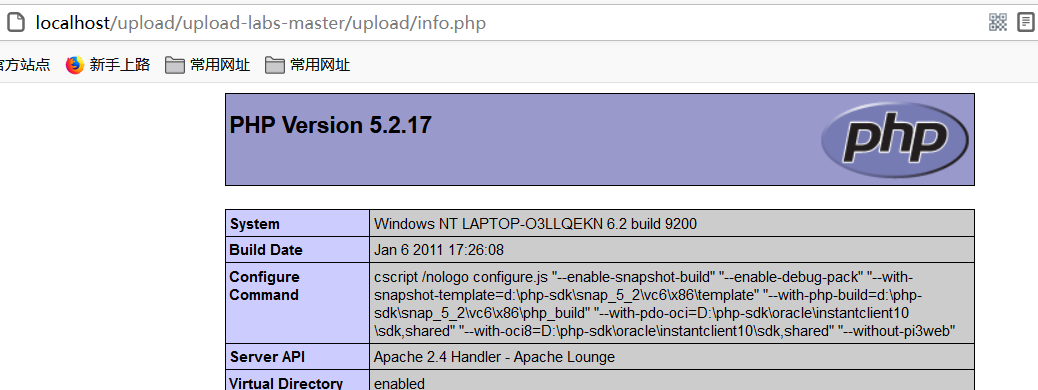 localhost/upload/upload-labs-master/upload/info.php
官方站点 新手上路 常用网址 常用网址
PHP Version 5.2.17
php
System Windows NT LAPTOP-O3LLQEKN 6.2 build 9200
Build Date Jan 6 2011 17:26:08
Configure Command cscript /nologo configure.js "--enable-snapshot-build" "--enable-debug-pack" "--with-
snapshot-template=d:\php-sdk\snap_5_2\vc6\x86\template" "--with-php-build=d:\php-
sdk\snap_5_2\vc6\x86\php_build" "--with-pdo-oci=D:\php-sdk\oracle\instantclient10
\sdk,shared" "--with-oci8=D:\php-sdk\oracle\instantclient10\sdk,shared" "--without-pi3web"
Server API Apache 2.4 Handler - Apache Lounge
Virtual Directory enabled